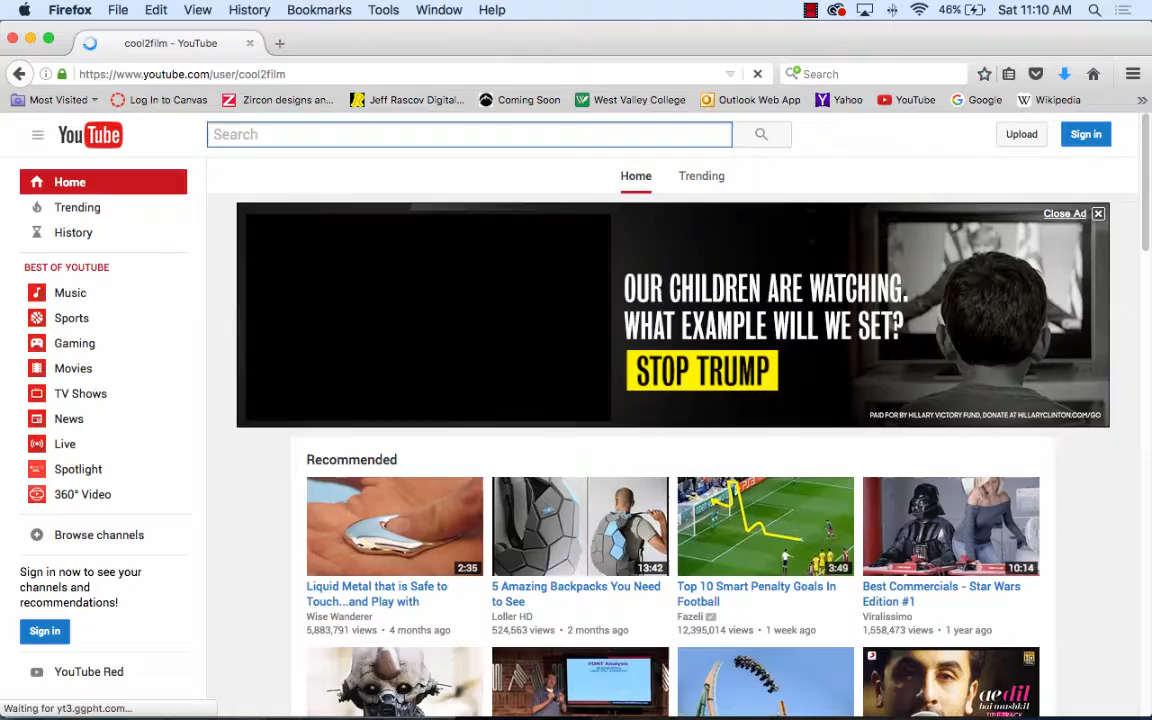 Firefox File Edit View History Bookmarks Tools Window Help 46% Sat 11:10 AM
cool2film - YouTube
https://www.youtube.com/user/cool2film Search
Most Visited Log In to Canvas Zircon designs an... Jeff Rascov Digital... Coming Soon West Valley College Outlook Web App Yahoo YouTube Google Wikipedia
YouTube Search Upload Sign in
Home Trending
Home
Trending
History
BEST OF YOUTUBE
Music
Sports
Gaming
Movies
TV Shows
News
Live
Spotlight
360° Video
Browse channels
Sign in now to see your
channels and
recommendations!
Sign in
YouTube Red
Close Ad
OUR CHILDREN ARE WATCHING.
WHAT EXAMPLE WILL WE SET?
STOP TRUMP
PAID FOR BY HILLARY VICTORY FUND, DONATE AT HILLARYCLINTON.COM/GO
Recommended
2:35
Liquid Metal that is Safe to
Touch...and Play with
Wise Wanderer
5,883,791 views • 4 months ago
13:42
5 Amazing Backpacks You Need
to See
Loller HD
524,563 views • 2 months ago
3:49
Top 10 Smart Penalty Goals In
Football
Fazeli
12,395,014 views • 1 week ago
10:14
Best Commercials - Star Wars
Edition #1
Viralissimo
1,558,473 views • 1 year ago
FONT Analysis
ae dil
hai mushkil
TITLE TRACK
Waiting for yt3.ggpht.com...